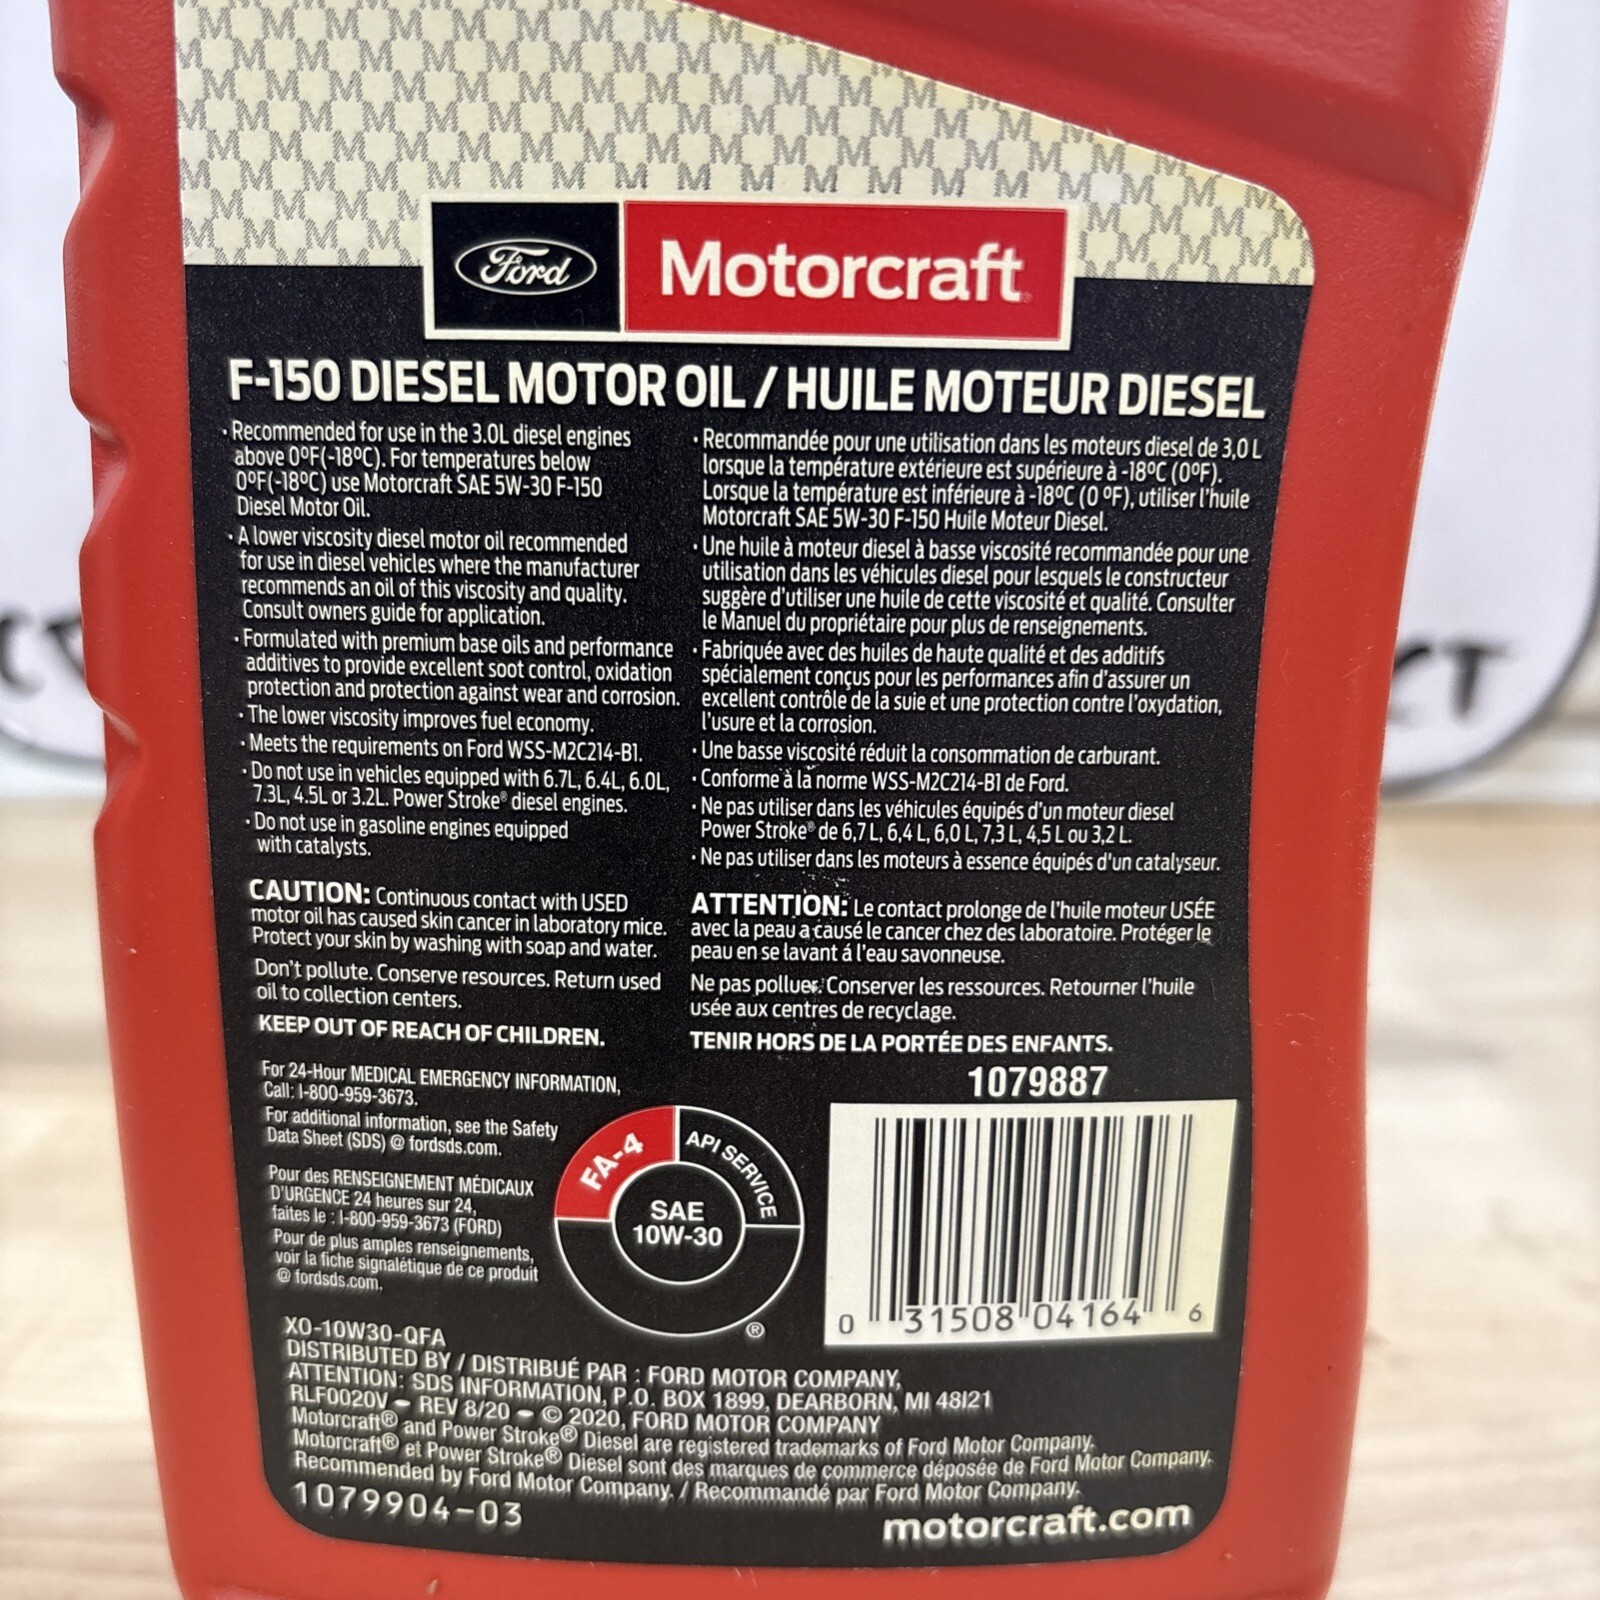 Ford Motorcraft
F-150 DIESEL MOTOR OIL / HUILE MOTEUR DIESEL
• Recommended for use in the 3.0L diesel engines
above 0°F(-18°C). For temperatures below
0°F(-18°C) use Motorcraft SAE 5W-30 F-150
Diesel Motor Oil.
• A lower viscosity diesel motor oil recommended
for use in diesel vehicles where the manufacturer
recommends an oil of this viscosity and quality.
Consult owners guide for application.
• Formulated with premium base oils and performance
additives to provide excellent soot control, oxidation
protection and protection against wear and corrosion.
• The lower viscosity improves fuel economy.
• Meets the requirements on Ford WSS-M2C214-B1.
• Do not use in vehicles equipped with 6.7L, 6.4L, 6.0L,
7.3L, 4.5L or 3.2L. Power Stroke® diesel engines.
• Do not use in gasoline engines equipped
with catalysts.
CAUTION: Continuous contact with USED
motor oil has caused skin cancer in laboratory mice.
Protect your skin by washing with soap and water.
Don't pollute. Conserve resources. Return used
oil to collection centers.
KEEP OUT OF REACH OF CHILDREN.
• Recommandée pour une utilisation dans les moteurs diesel de 3,0 L
lorsque la température extérieure est supérieure à -18°C (0°F).
Lorsque la température est inférieure à -18°C (0 °F), utiliser l'huile
Motorcraft SAE 5W-30 F-150 Huile Moteur Diesel.
• Une huile à moteur diesel à basse viscosité recommandée pour une
utilisation dans les véhicules diesel pour lesquels le constructeur
suggère d'utiliser une huile de cette viscosité et qualité. Consulter
le Manuel du propriétaire pour plus de renseignements.
• Fabriquée avec des huiles de haute qualité et des additifs
spécialement conçus pour les performances afin d'assurer un
excellent contrôle de la suie et une protection contre l'oxydation,
l'usure et la corrosion.
• Une basse viscosité réduit la consommation de carburant.
• Conforme à la norme WSS-M2C214-B1 de Ford.
• Ne pas utiliser dans les véhicules équipés d'un moteur diesel
Power Stroke® de 6,7 L, 6,4 L, 6,0 L, 7,3 L, 4,5 L ou 3,2 L.
• Ne pas utiliser dans les moteurs à essence équipés d'un catalyseur.
ATTENTION: Le contact prolonge de l'huile moteur USÉE
avec la peau a causé le cancer chez des laboratoire. Protéger le
peau en se lavant á l'eau savonneuse.
Ne pas polluer. Conserver les ressources. Retourner l'huile
usée aux centres de recyclage.
TENIR HORS DE LA PORTÉE DES ENFANTS.
For 24-Hour MEDICAL EMERGENCY INFORMATION,
Call: 1-800-959-3673.
For additional information, see the Safety
Data Sheet (SDS) @ fordsds.com.
Pour des RENSEIGNEMENT MÉDICAUX
D'URGENCE 24 heures sur 24,
faites le : 1-800-959-3673 (FORD)
Pour de plus amples renseignements,
voir la fiche signalétique de ce produit
@ fordsds.com.
FA-4
API SERVICE
SAE
10W-30
®
1079887
0 31508 04164 6
XO-10W30-QFA
DISTRIBUTED BY / DISTRIBUÉ PAR : FORD MOTOR COMPANY,
ATTENTION: SDS INFORMATION, P.O. BOX 1899, DEARBORN, MI 48121
RLF0020V – REV 8/20 – © 2020, FORD MOTOR COMPANY
Motorcraft® and Power Stroke® Diesel are registered trademarks of Ford Motor Company.
Motorcraft® et Power Stroke® Diesel sont des marques de commerce déposée de Ford Motor Company.
Recommended by Ford Motor Company. / Recommandé par Ford Motor Company.
1079904-03
motorcraft.com